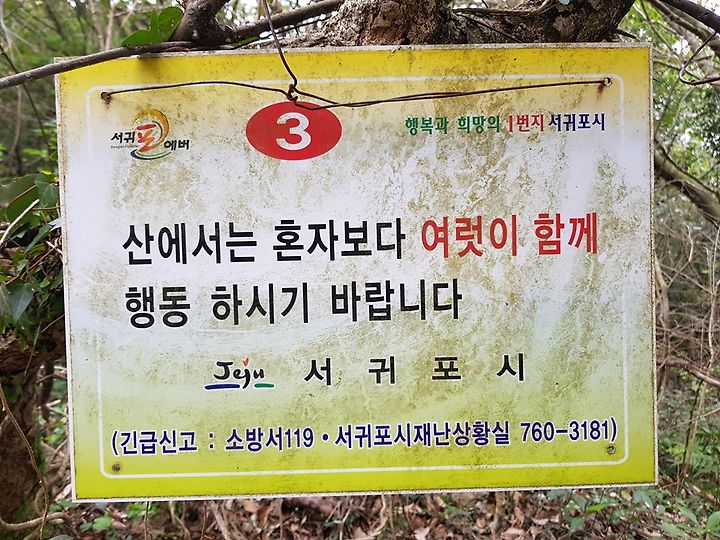 서귀포에버
3
행복과 희망의 1번지 서귀포시
산에서는 혼자보다 여럿이 함께
행동 하시기 바랍니다
Jeju 서귀포시
(긴급신고 : 소방서119·서귀포시재난상황실 760-3181)